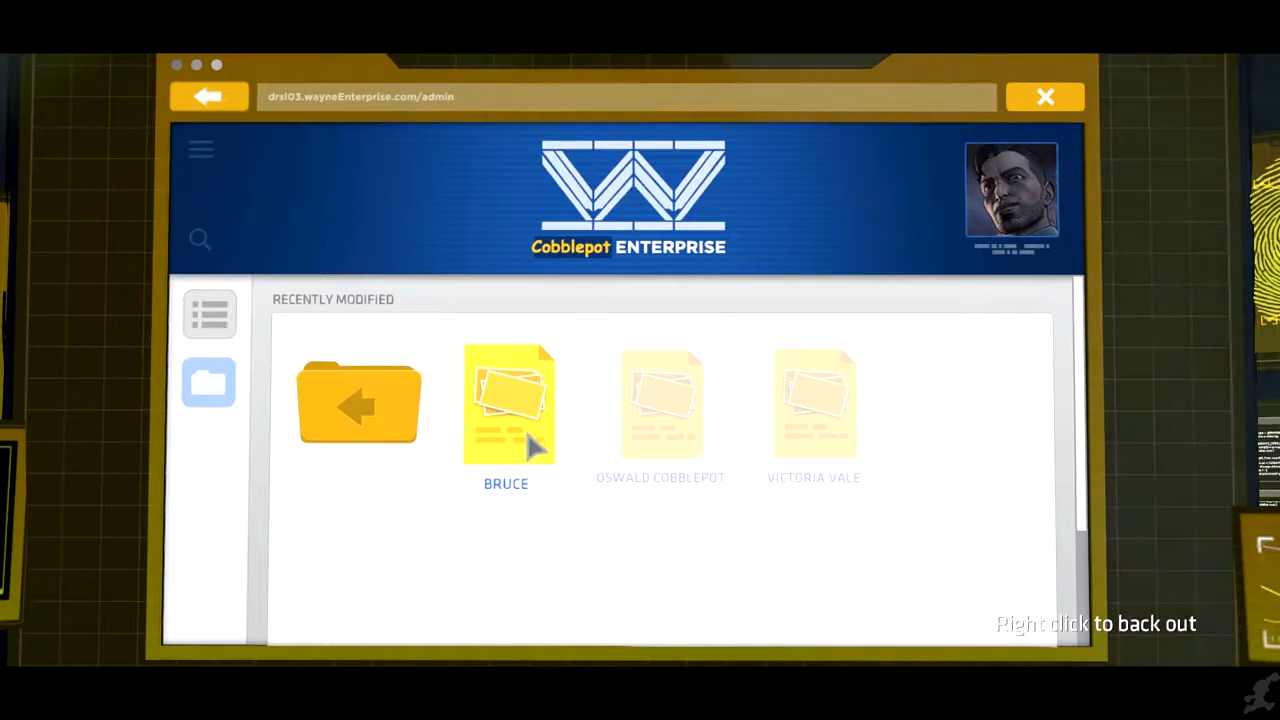 drsl03.wayneEnterprise.com/admin
Cobblepot ENTERPRISE
RECENTLY MODIFIED
BRUCE
OSWALD COBBLEPOT
VICTORIA VALE
Right click to back out